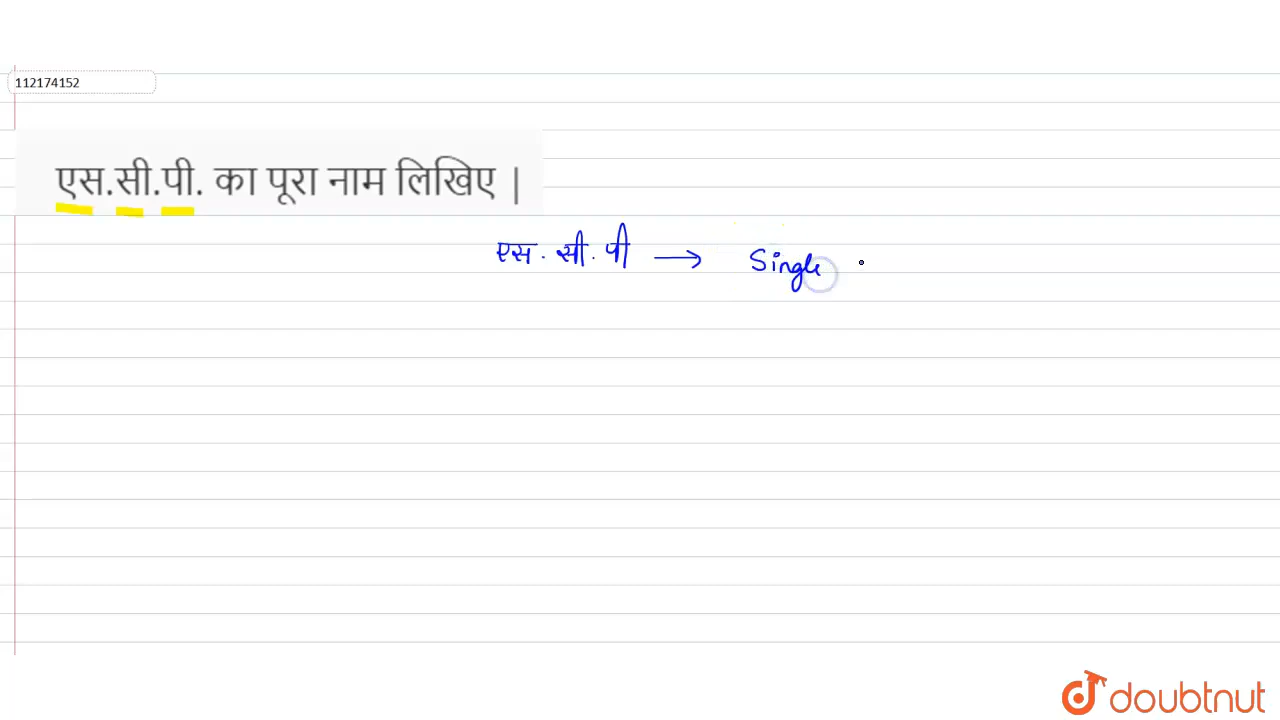 112174152
एस.सी.पी. का पूरा नाम लिखिए |
एस. सी. पी → Single
doubtnut